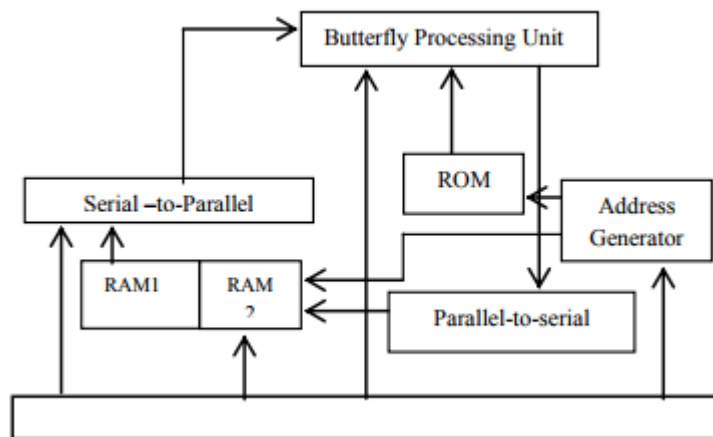 Butterfly Processing Unit
ROM
Serial –to-Parallel
Address
Generator
RAM1
RAM
2
Parallel-to-serial